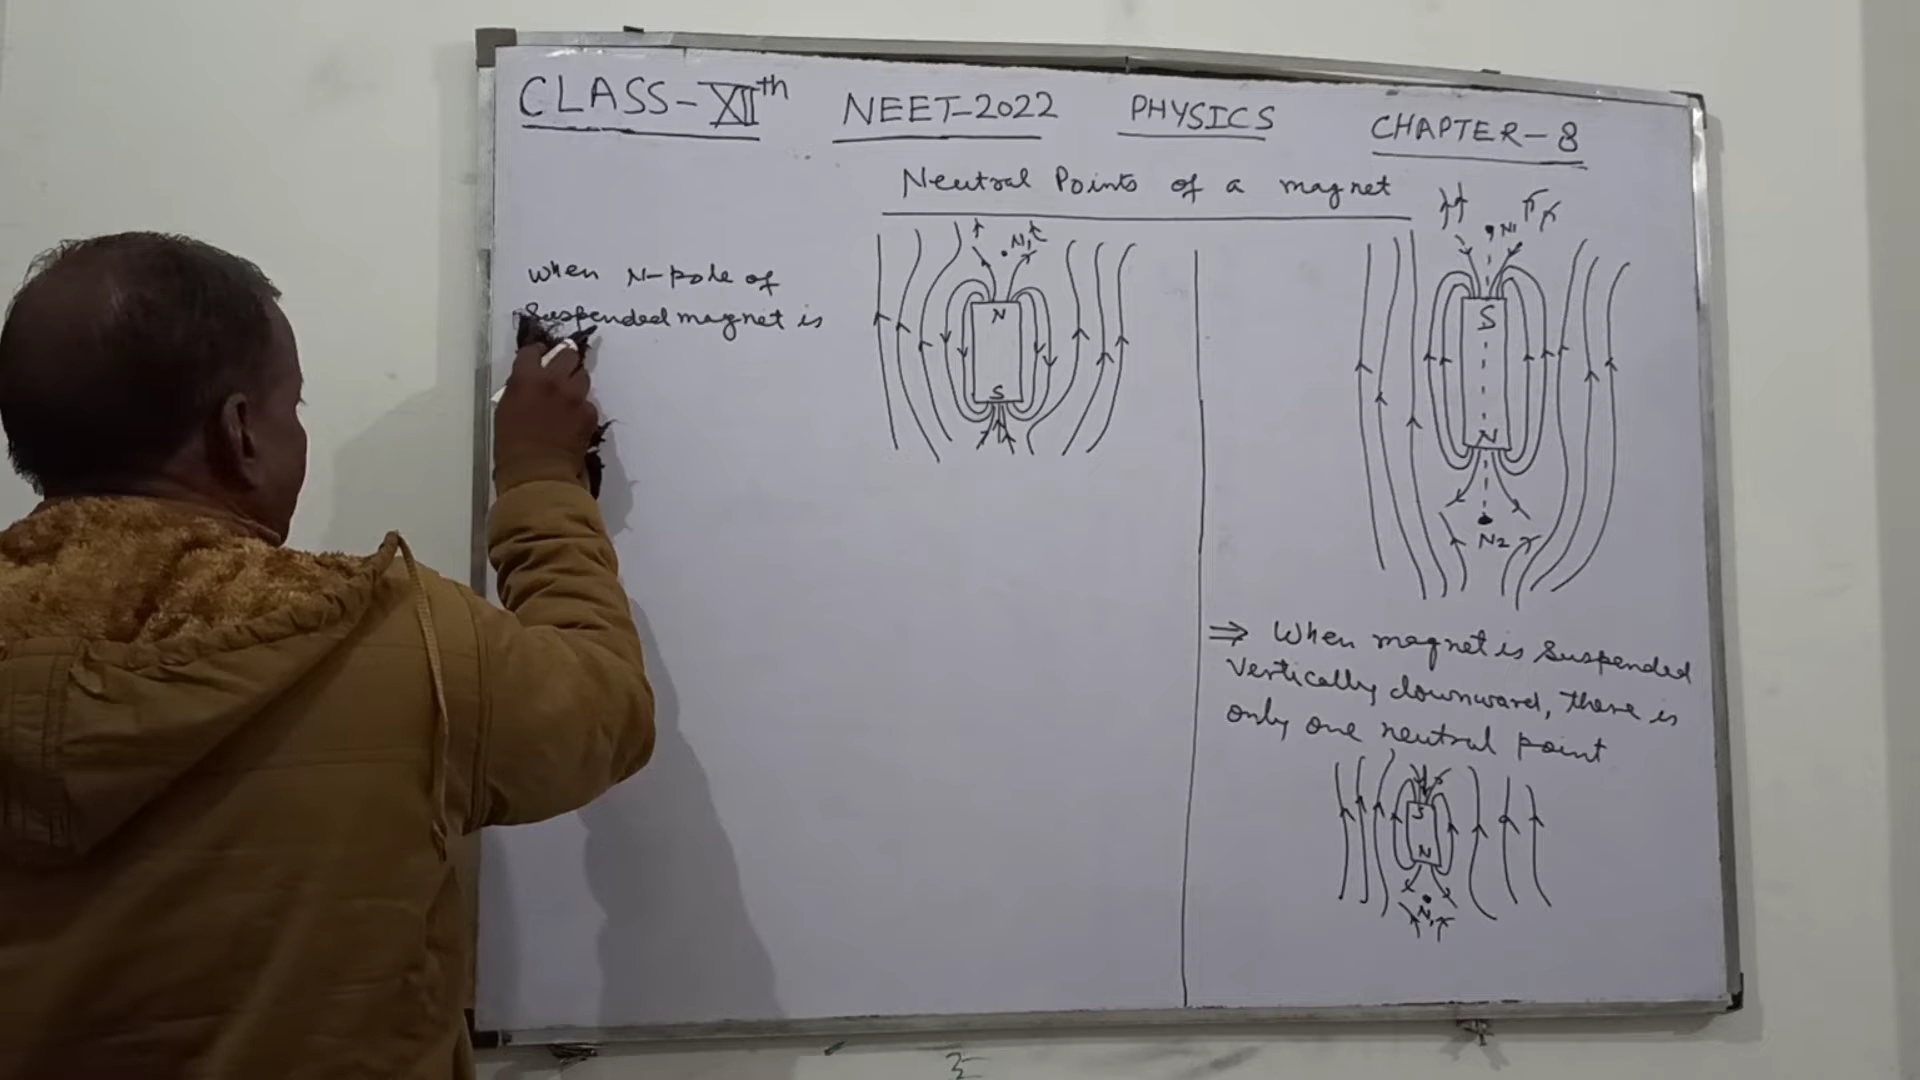 CLASS-XIIth NEET-2022 PHYSICS CHAPTER-8
Neutral Points of a magnet
When N-pole of
Suspended magnet is
N1
N
S
N1
S
N
N2
⇒ When magnet is Suspended
Vertically downward, there is
only one neutral point
S
N
N1